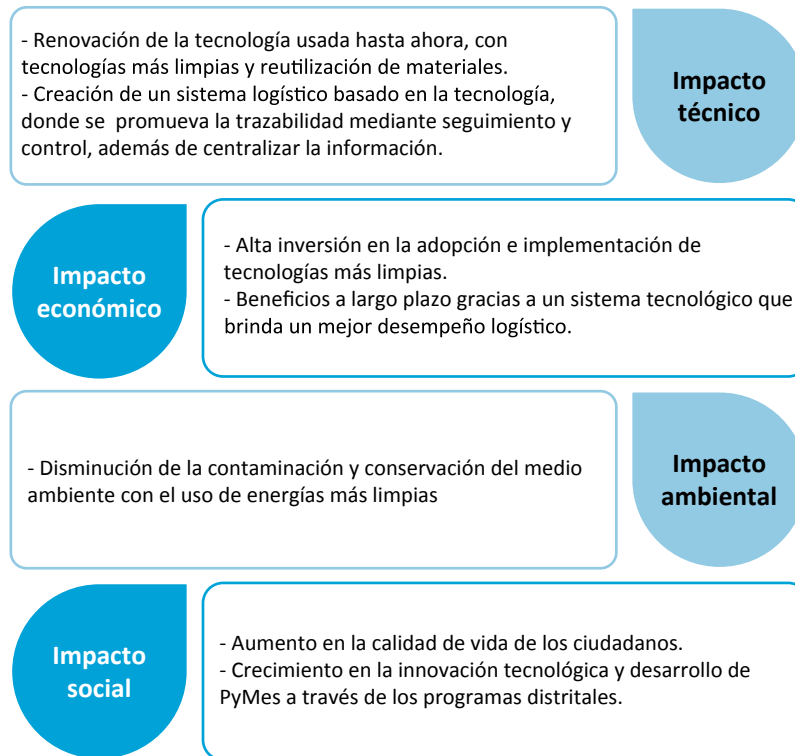 - Renovación de la tecnología usada hasta ahora, con
tecnologías más limpias y reutilización de materiales.
- Creación de un sistema logístico basado en la tecnología,
donde se promueva la trazabilidad mediante seguimiento y
control, además de centralizar la información.
Impacto
técnico
Impacto
económico
- Alta inversión en la adopción e implementación de
tecnologías más limpias.
- Beneficios a largo plazo gracias a un sistema tecnológico que
brinda un mejor desempeño logístico.
- Disminución de la contaminación y conservación del medio
ambiente con el uso de energías más limpias
Impacto
ambiental
Impacto
social
- Aumento en la calidad de vida de los ciudadanos.
- Crecimiento en la innovación tecnológica y desarrollo de
PyMes a través de los programas distritales.